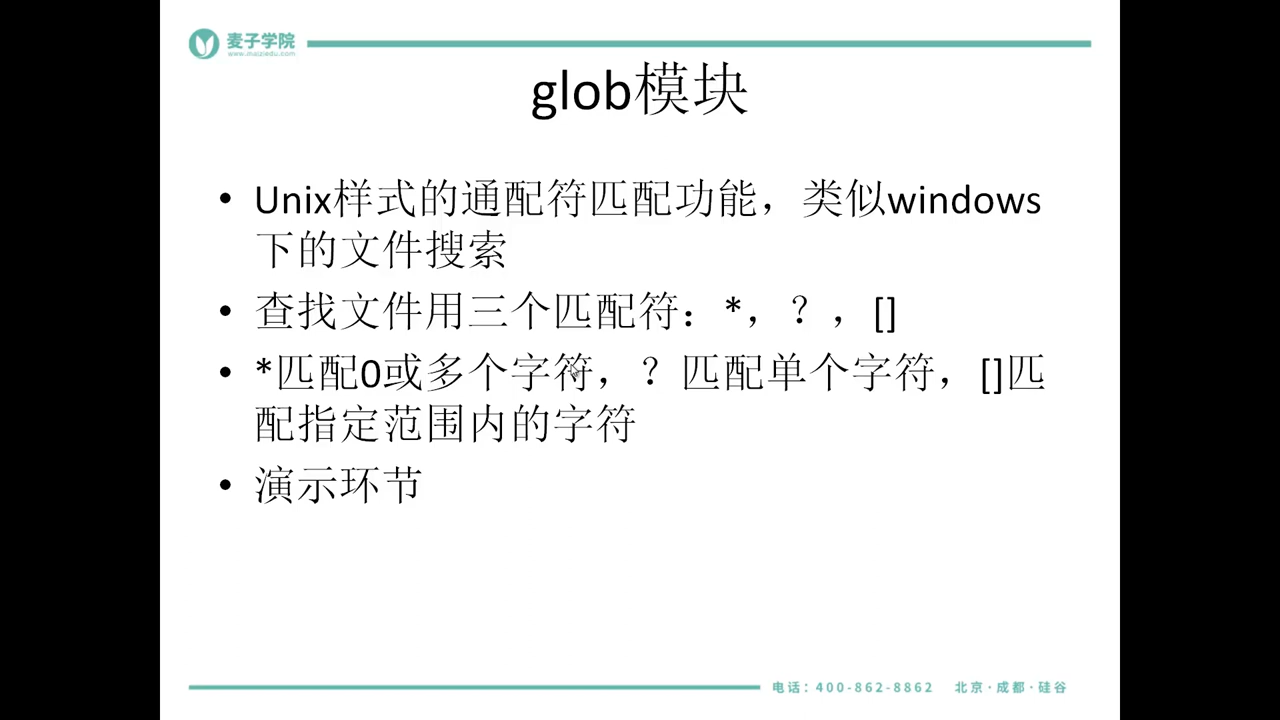 麦子学院
www.maiziedu.com
glob模块
• Unix样式的通配符匹配功能，类似windows
下的文件搜索
• 查找文件用三个匹配符：*，？，[]
• *匹配0或多个字符，？匹配单个字符，[]匹
配指定范围内的字符
• 演示环节
电话：400-862-8862 北京·成都·硅谷